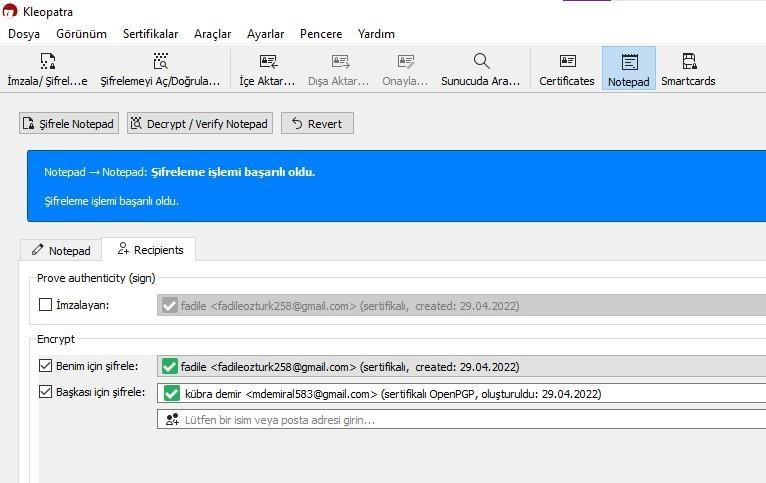 Kleopatra
Dosya Görünüm Sertifikalar Araçlar Ayarlar Pencere Yardım
İmzala/ Şifrel...e Şifrelemeyi Aç/Doğrula... İçe Aktar... Dışa Aktar... Onayla... Sunucuda Ara... Certificates Notepad Smartcards
Şifrele Notepad Decrypt / Verify Notepad Revert
Notepad → Notepad: Şifreleme işlemi başarılı oldu.
Şifreleme işlemi başarılı oldu.
Notepad Recipients
Prove authenticity (sign)
İmzalayan: fadile <fadileozturk258@gmail.com> (sertifikalı, created: 29.04.2022)
Encrypt
Benim için şifrele: fadile <fadileozturk258@gmail.com> (sertifikalı, created: 29.04.2022)
Başkası için şifrele: kübra demir <mdemiral583@gmail.com> (sertifikalı OpenPGP, oluşturuldu: 29.04.2022)
Lütfen bir isim veya posta adresi girin...